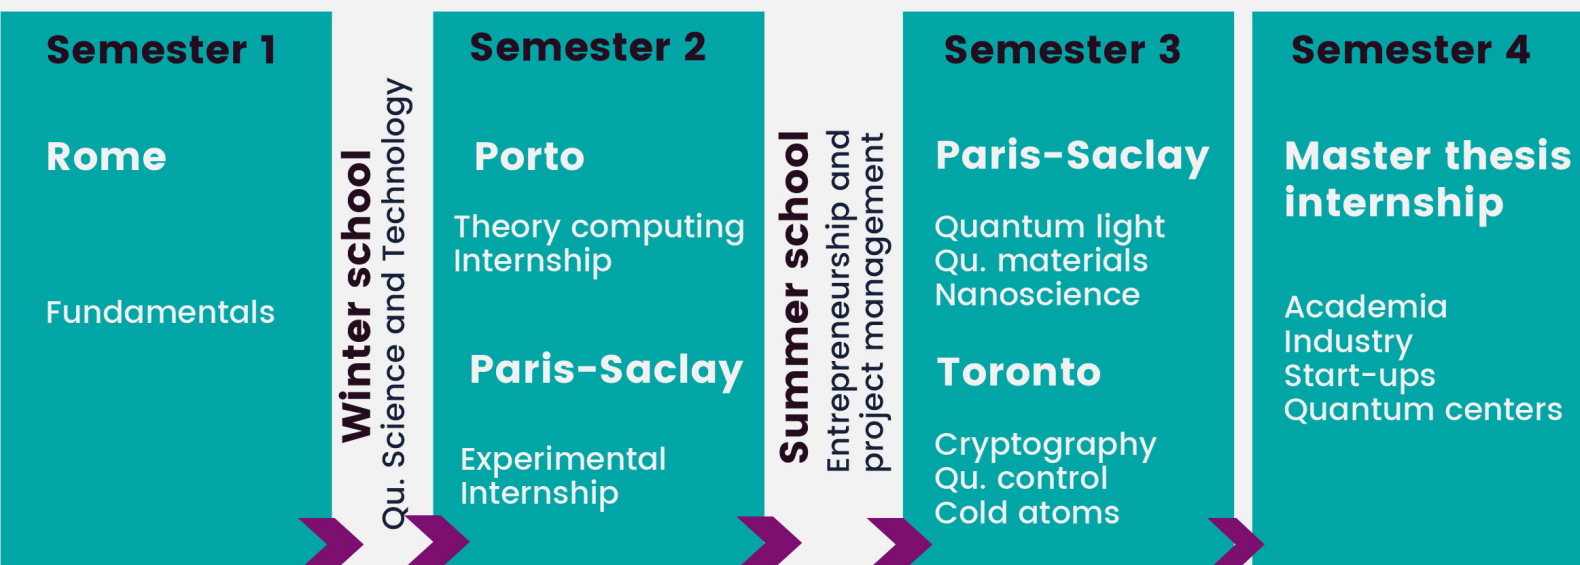 Semester 1
Rome
Fundamentals
Winter school
Qu. Science and Technology
Semester 2
Porto
Theory computing
Internship
Paris-Saclay
Experimental
Internship
Summer school
Entrepreneurship and
project management
Semester 3
Paris-Saclay
Quantum light
Qu. materials
Nanoscience
Toronto
Cryptography
Qu. control
Cold atoms
Semester 4
Master thesis
internship
Academia
Industry
Start-ups
Quantum centers